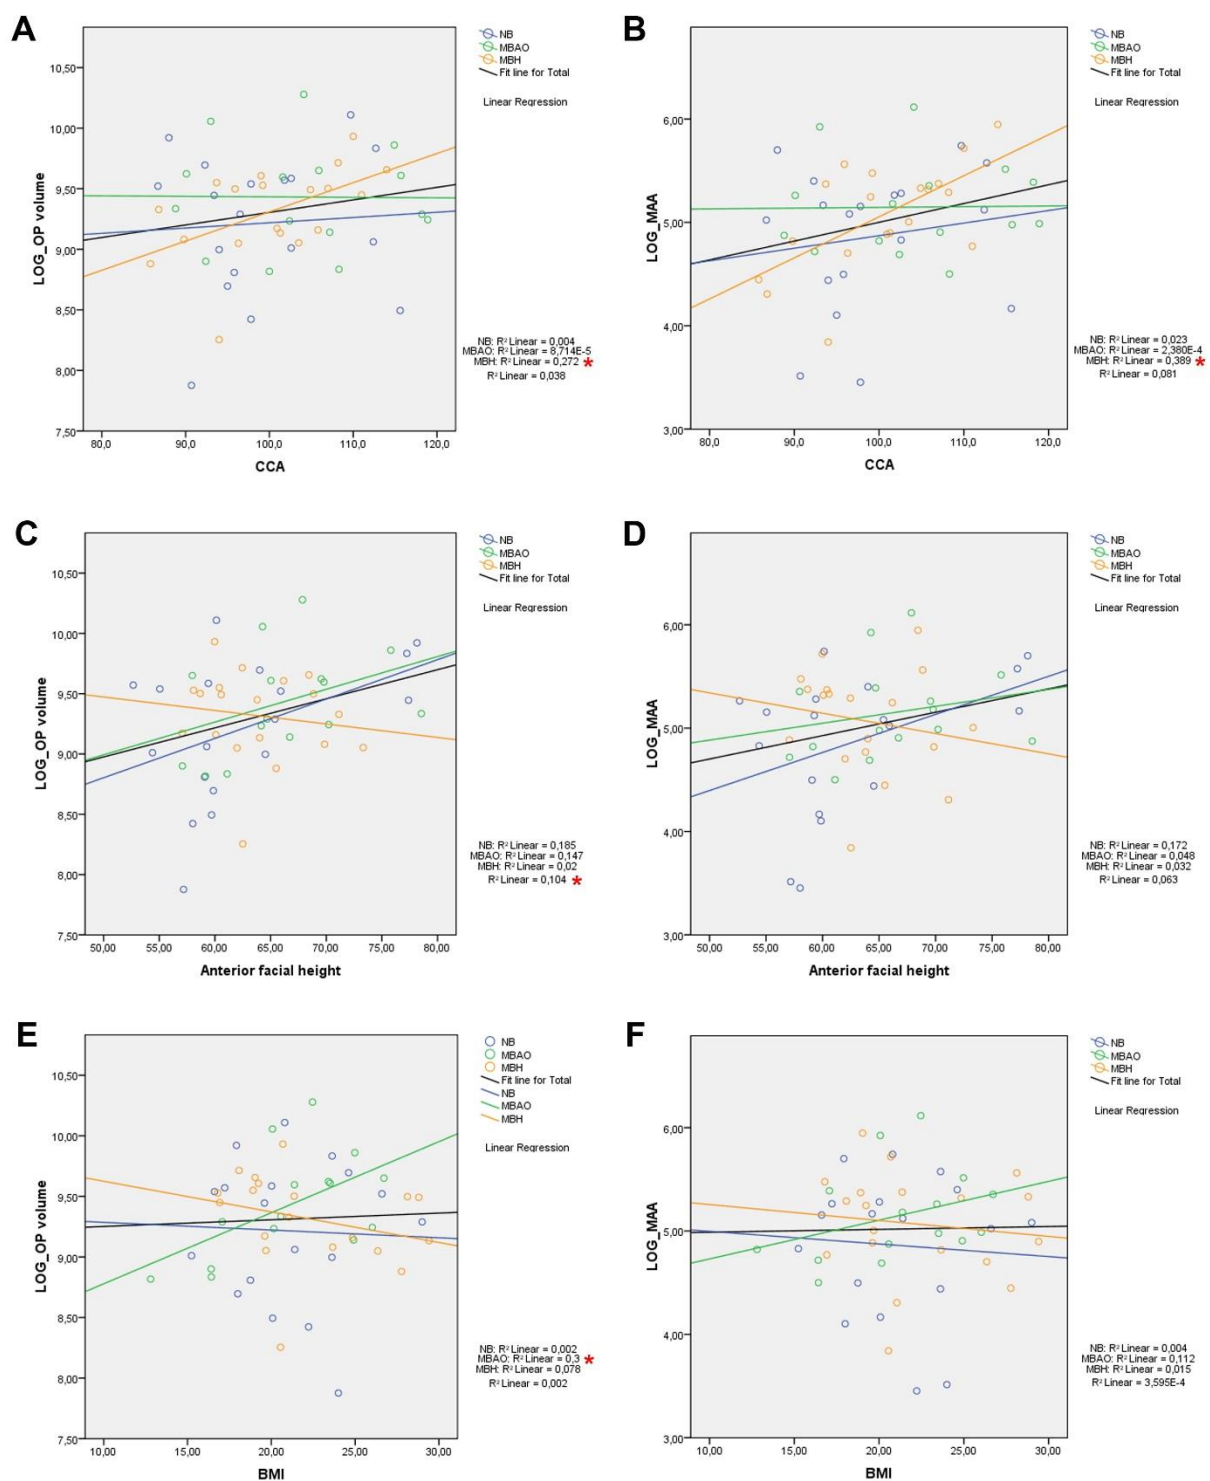 A
LOG_OP volume
10,50
10,00
9,50
9,00
8,50
8,00
7,50
80,0 90,0 100,0 110,0 120,0
CCA
NB
MBAO
MBH
Fit line for Total
Linear Regression
NB: R² Linear = 0,004
MBAO: R² Linear = 8,714E-5
MBH: R² Linear = 0,272 *
R² Linear = 0,038
B
LOG_MAA
6,00
5,00
4,00
3,00
80,0 90,0 100,0 110,0 120,0
CCA
NB
MBAO
MBH
Fit line for Total
Linear Regression
NB: R² Linear = 0,023
MBAO: R² Linear = 2,380E-4
MBH: R² Linear = 0,389 *
R² Linear = 0,081
C
LOG_OP volume
10,50
10,00
9,50
9,00
8,50
8,00
7,50
50,00 55,00 60,00 65,00 70,00 75,00 80,00
Anterior facial height
NB
MBAO
MBH
Fit line for Total
Linear Regression
NB: R² Linear = 0,185
MBAO: R² Linear = 0,147
MBH: R² Linear = 0,02
R² Linear = 0,104 *
D
LOG_MAA
6,00
5,00
4,00
3,00
50,00 55,00 60,00 65,00 70,00 75,00 80,00
Anterior facial height
NB
MBAO
MBH
Fit line for Total
Linear Regression
NB: R² Linear = 0,172
MBAO: R² Linear = 0,048
MBH: R² Linear = 0,032
R² Linear = 0,063
E
LOG_OP volume
10,50
10,00
9,50
9,00
8,50
8,00
7,50
10,00 15,00 20,00 25,00 30,00
BMI
NB
MBAO
MBH
Fit line for Total
NB
MBAO
MBH
Linear Regression
NB: R² Linear = 0,002
MBAO: R² Linear = 0,3 *
MBH: R² Linear = 0,078
R² Linear = 0,002
F
LOG_MAA
6,00
5,00
4,00
3,00
10,00 15,00 20,00 25,00 30,00
BMI
NB
MBAO
MBH
Fit line for Total
Linear Regression
NB: R² Linear = 0,004
MBAO: R² Linear = 0,112
MBH: R² Linear = 0,015
R² Linear = 3,595E-4